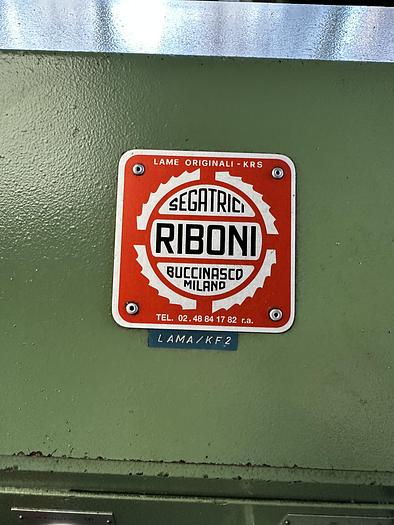 LAME ORIGINALI - KRS
SEGATRICI
RIBONI
BUCCINASCO
MILANO
TEL. 02.48 84 17 82 r.a.
LAMA/KF2